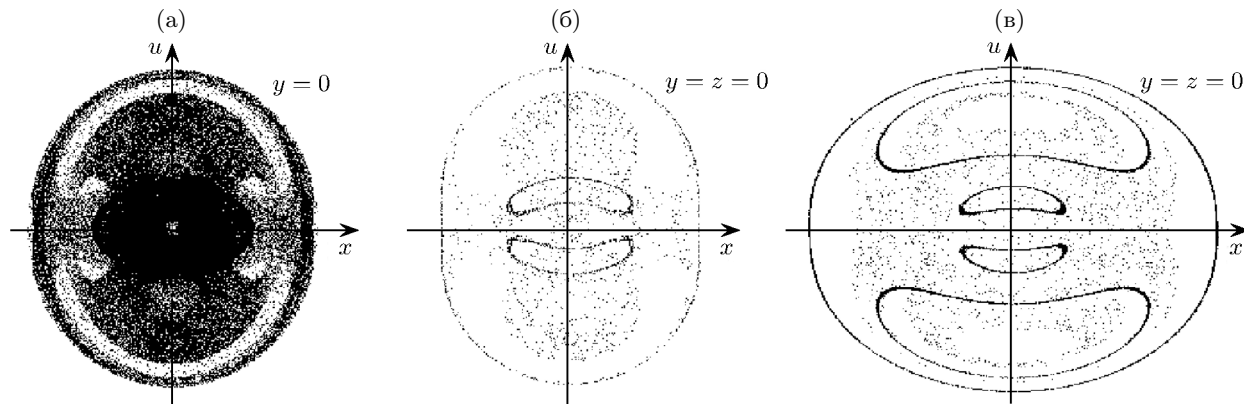 (а) (б) (в)
u u u
y = 0 y = z = 0 y = z = 0
x x x